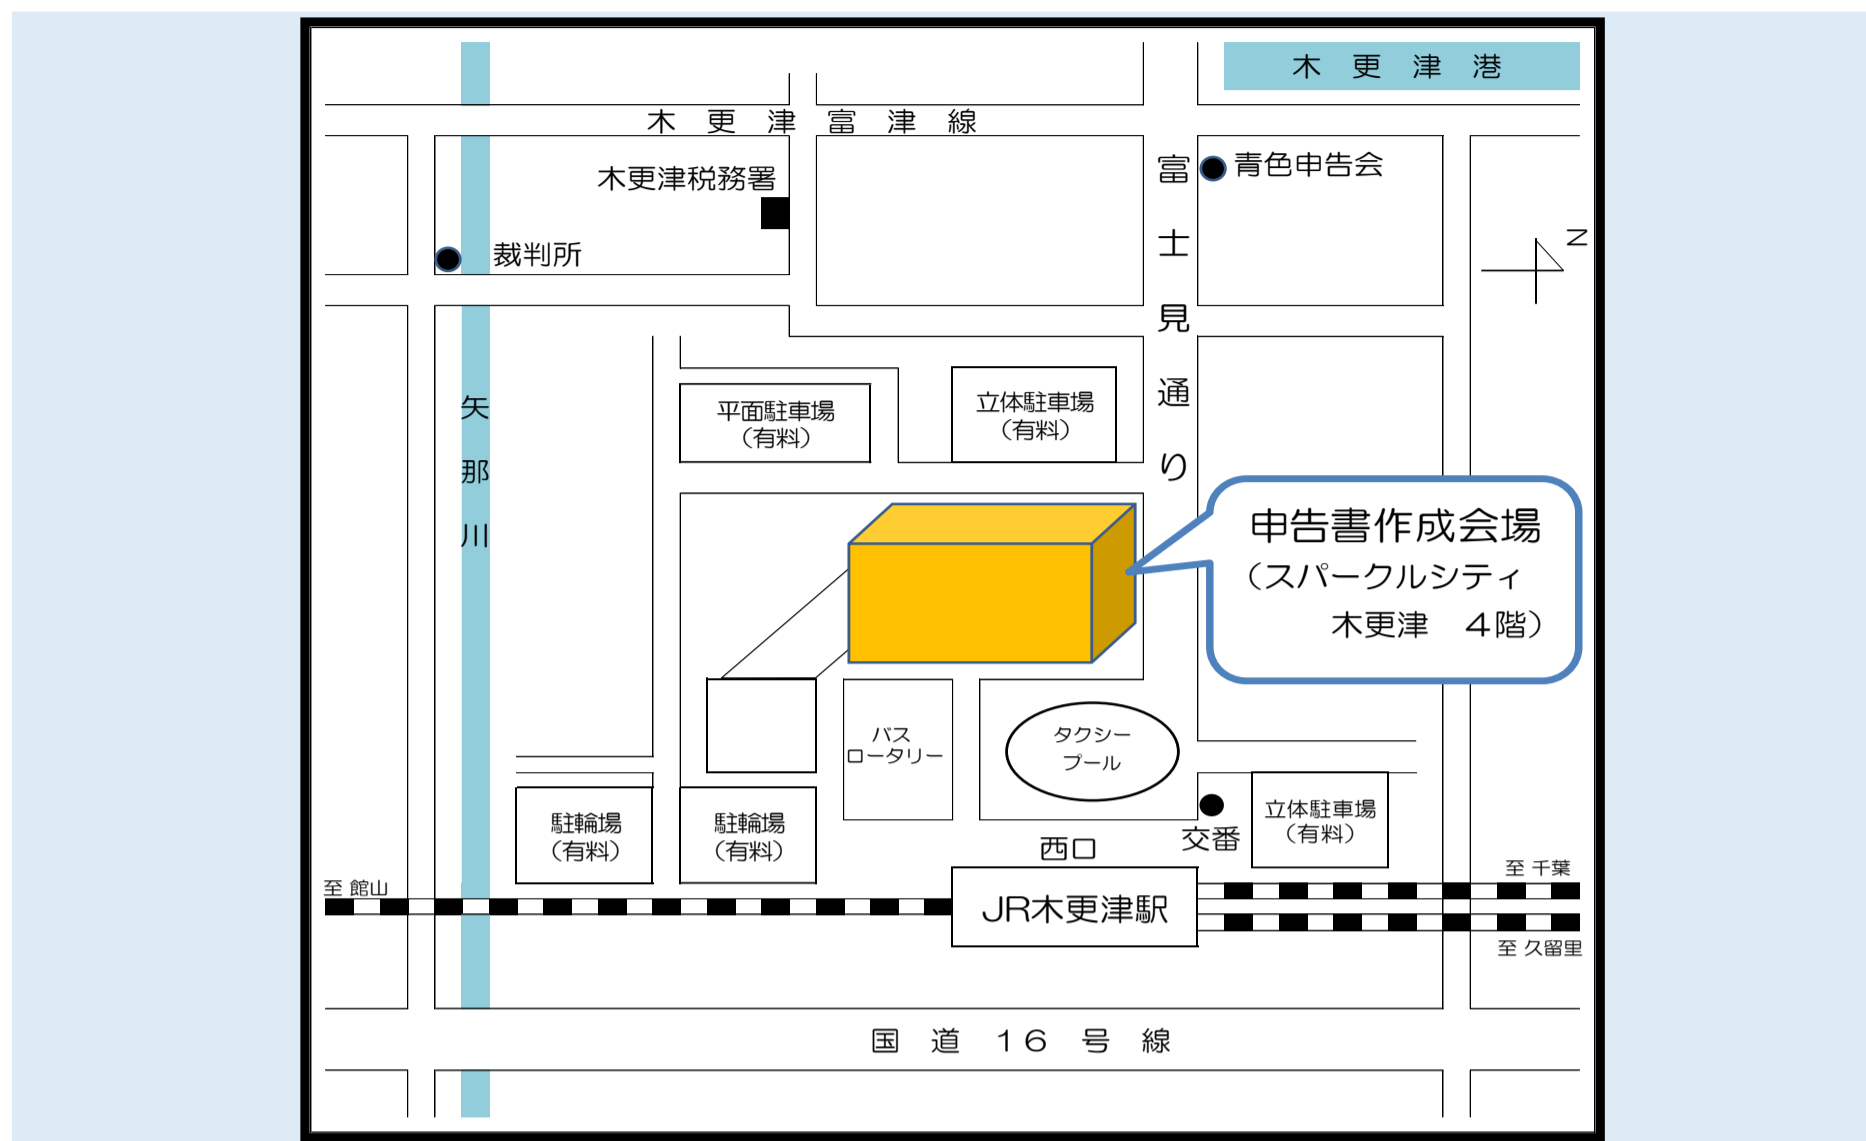 木更津港
木更津富津線
木更津税務署
青色申告会
富士見通り
N
裁判所
矢那川
平面駐車場
（有料）
立体駐車場
（有料）
申告書作成会場
（スパークルシティ
木更津　４階）
バス
ロータリー
タクシー
プール
駐輪場
（有料）
駐輪場
（有料）
西口
交番
立体駐車場
（有料）
至 館山
JR木更津駅
至 千葉
至 久留里
国道１６号線